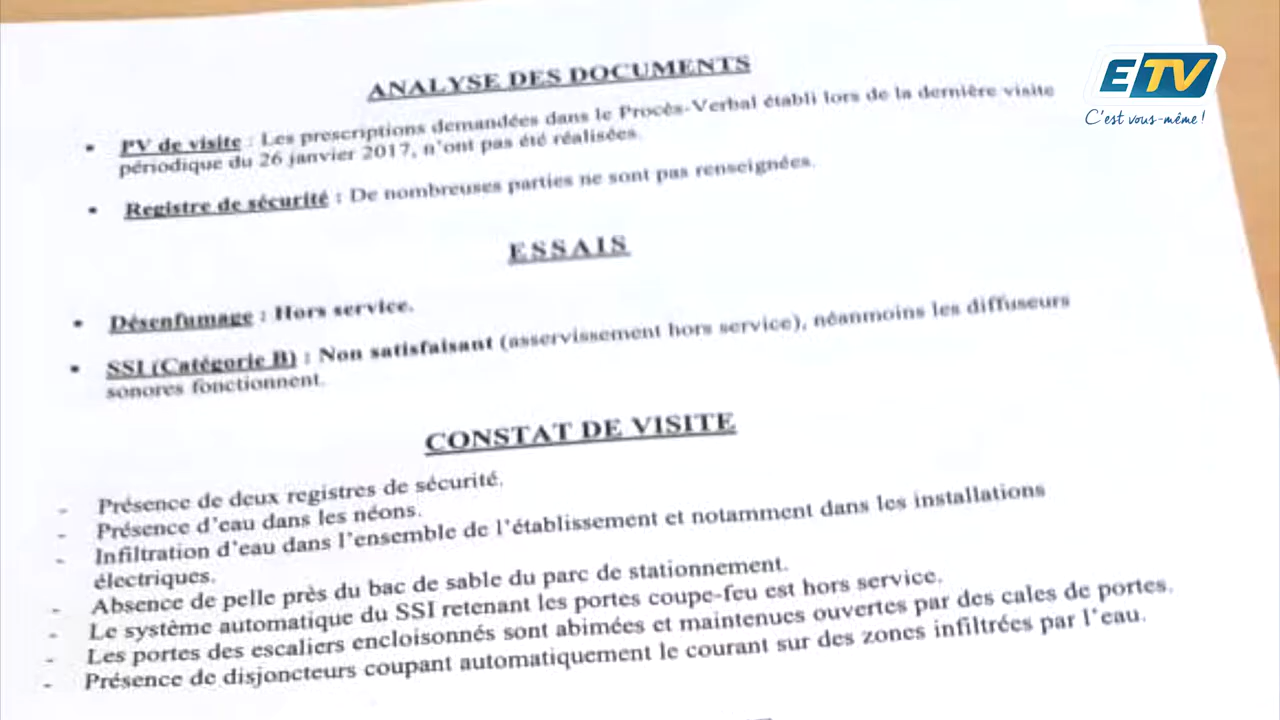 ETV
C'est vous-même !
ANALYSE DES DOCUMENTS
• PV de visite : Les prescriptions demandées dans le Procès-Verbal établi lors de la dernière visite
périodique du 26 janvier 2017, n'ont pas été réalisées.
• Registre de sécurité : De nombreuses parties ne sont pas renseignées.
ESSAIS
• Désenfumage : Hors service.
• SSI (Catégorie B) : Non satisfaisant (asservissement hors service), néanmoins les diffuseurs
sonores fonctionnent.
CONSTAT DE VISITE
- Présence de deux registres de sécurité.
- Présence d'eau dans les néons.
- Infiltration d'eau dans l'ensemble de l'établissement et notamment dans les installations
électriques.
- Absence de pelle près du bac de sable du parc de stationnement.
- Le système automatique du SSI retenant les portes coupe-feu est hors service.
- Les portes des escaliers encloisonnés sont abimées et maintenues ouvertes par des cales de portes.
- Présence de disjoncteurs coupant automatiquement le courant sur des zones infiltrées par l'eau.